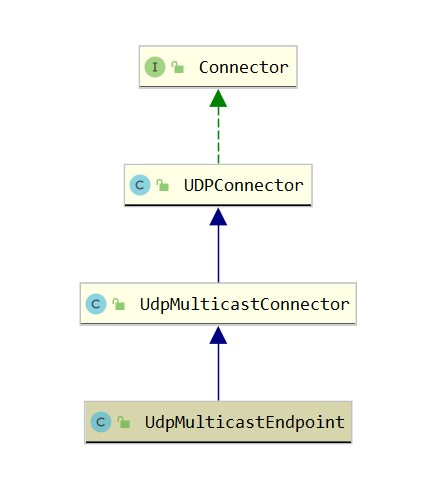 I Connector
C UDPConnector
C UdpMulticastConnector
C UdpMulticastEndpoint